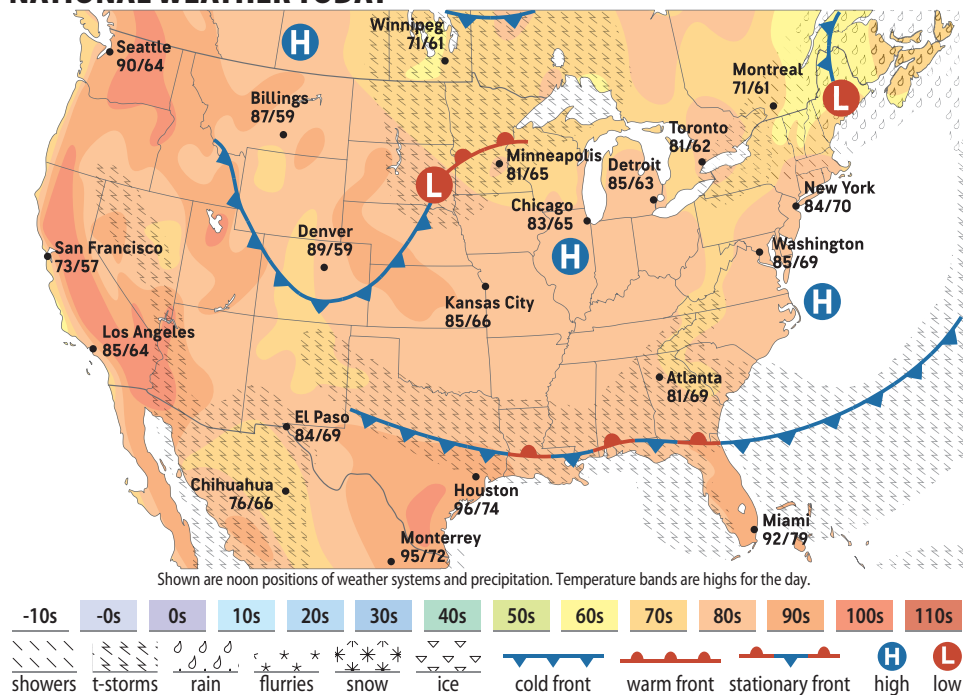 NATIONAL WEATHER TODAY
Winnipeg
71/61
H
Seattle
90/64
Montreal
71/61
L
Billings
87/59
Toronto
81/62
Minneapolis
81/65
Detroit
85/63
L
Chicago
83/65
New York
84/70
Denver
89/59
San Francisco
73/57
Washington
85/69
H
H
Kansas City
85/66
Los Angeles
85/64
Atlanta
81/69
El Paso
84/69
Chihuahua
76/66
Houston
96/74
Miami
92/79
Monterrey
95/72
Shown are noon positions of weather systems and precipitation. Temperature bands are highs for the day.
-10s -0s 0s 10s 20s 30s 40s 50s 60s 70s 80s 90s 100s 110s
H L
showers t-storms rain flurries snow ice cold front warm front stationary front high low